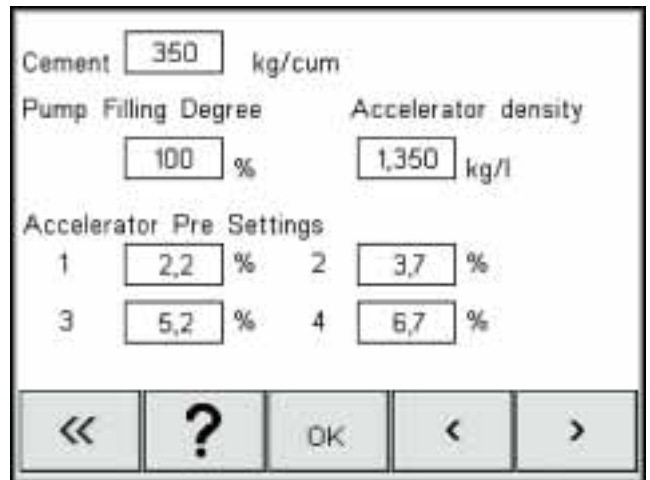 Cement 350 kg/cum
Pump Filling Degree Accelerator density
100 % 1,350 kg/l
Accelerator Pre Settings
1 2,2 % 2 3,7 %
3 5,2 % 4 6,7 %
« ? OK < >